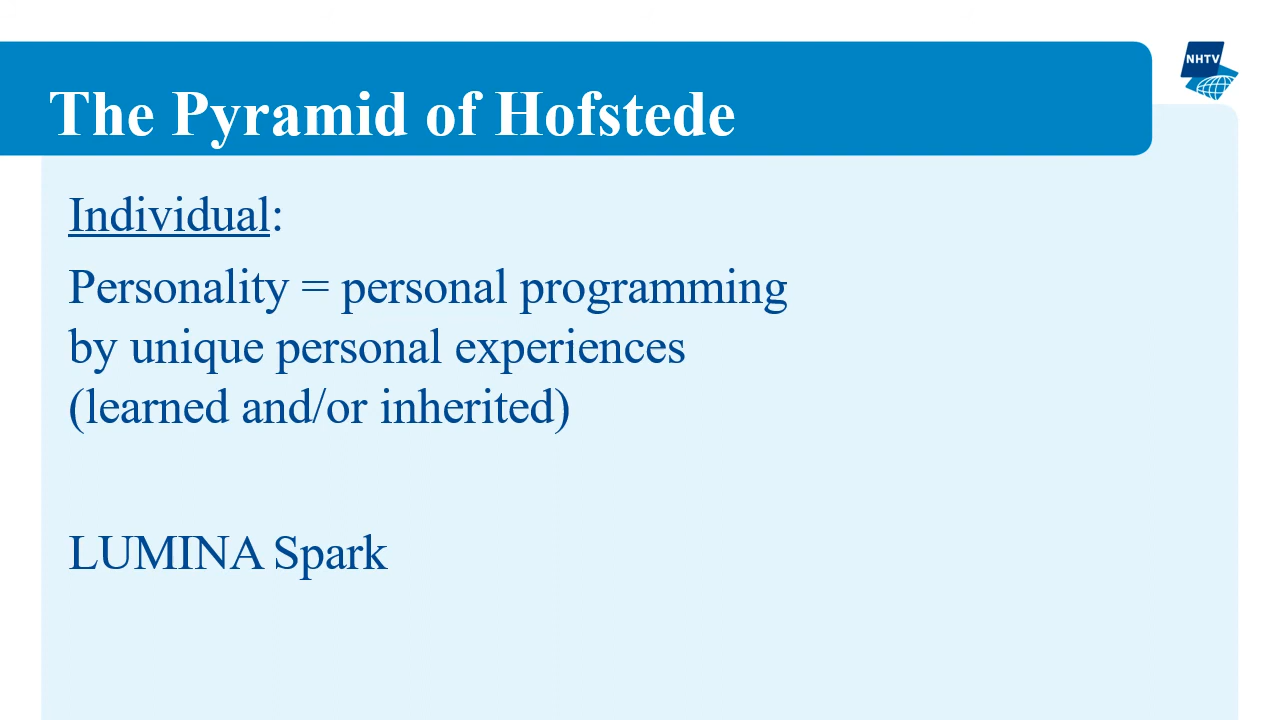 NHTV
The Pyramid of Hofstede
Individual:
Personality = personal programming
by unique personal experiences
(learned and/or inherited)
LUMINA Spark